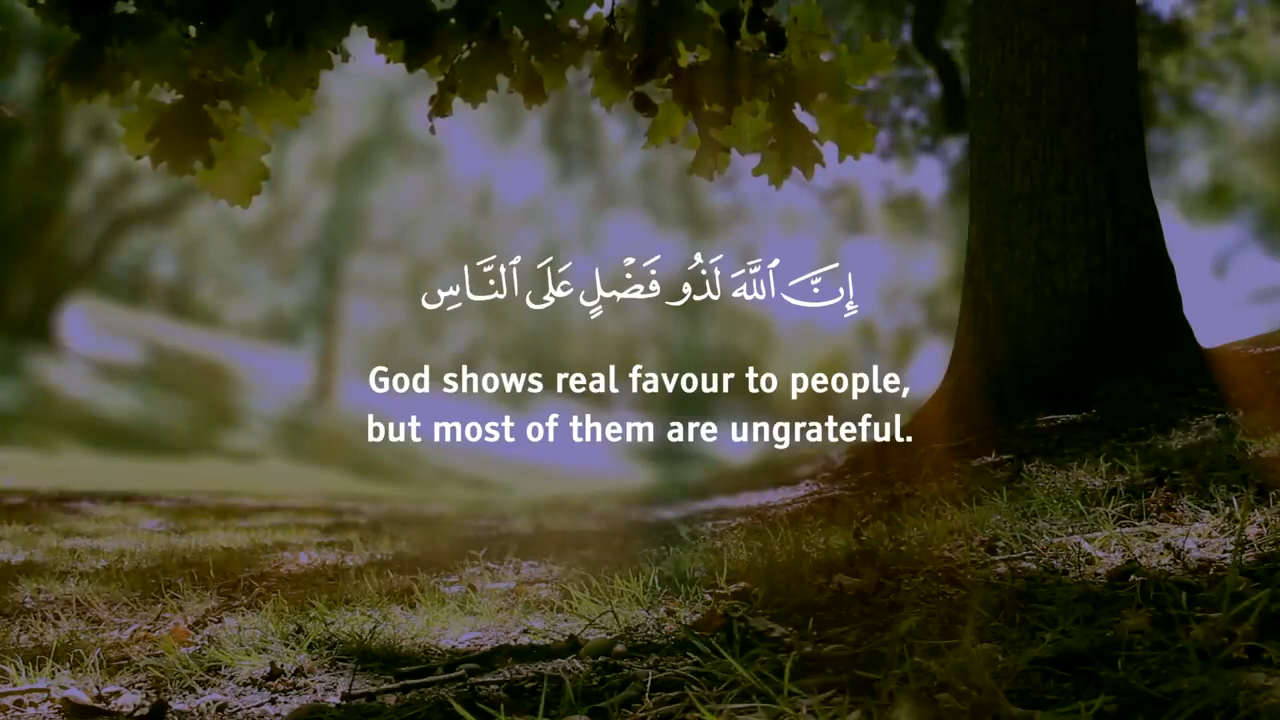 إِنَّ ٱللَّهَ لَذُو فَضۡلٍ عَلَى ٱلنَّاسِ
God shows real favour to people,
but most of them are ungrateful.